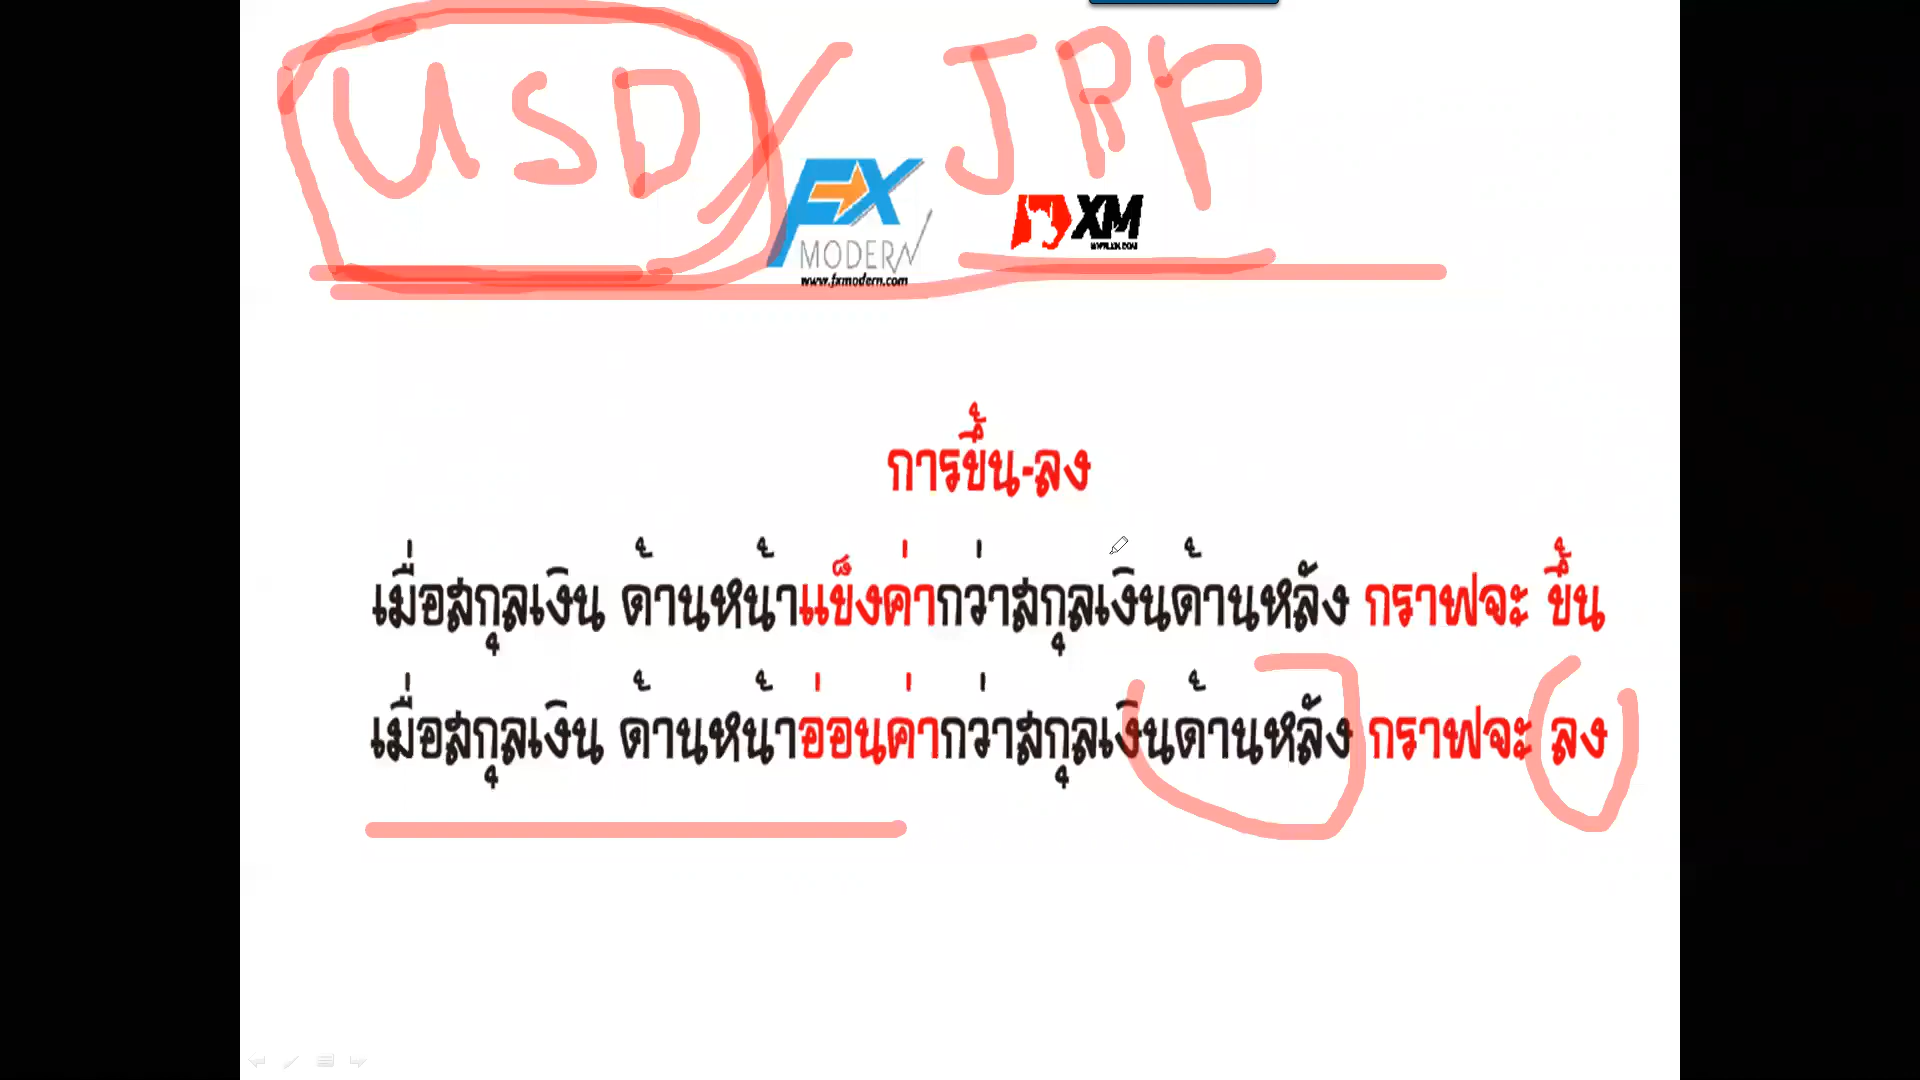 USD/JPP
FX
MODERN
www.fxmodern.com
XM
WWW.XM.COM
การขึ้น-ลง
เมื่อสกุลเงิน ด้านหน้าแข็งค่ากว่าสกุลเงินด้านหลัง กราฟจะ ขึ้น
เมื่อสกุลเงิน ด้านหน้าอ่อนค่ากว่าสกุลเงินด้านหลัง กราฟจะ ลง